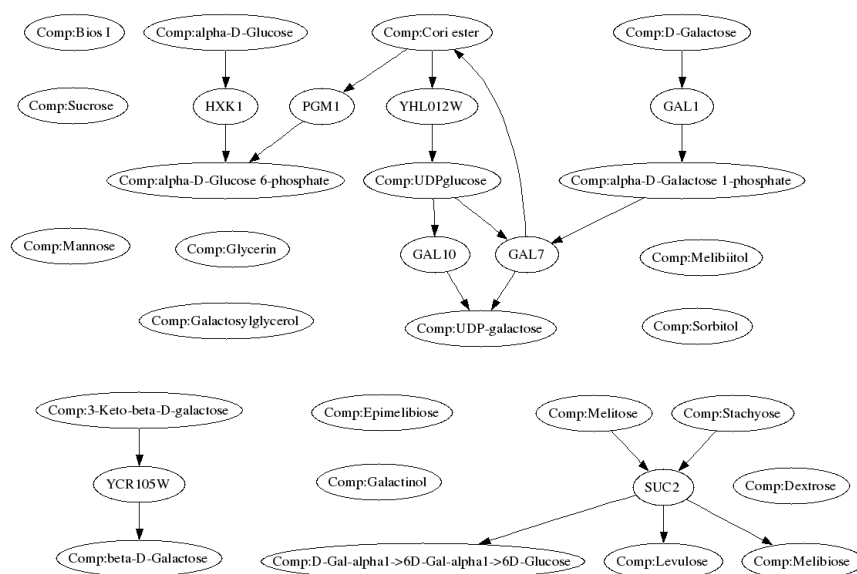 Comp:Bios I
Comp:alpha-D-Glucose
Comp:Cori ester
Comp:D-Galactose
Comp:Sucrose
HXK1
PGM1
YHL012W
GAL1
Comp:alpha-D-Glucose 6-phosphate
Comp:UDPglucose
Comp:alpha-D-Galactose 1-phosphate
Comp:Mannose
Comp:Glycerin
GAL10
GAL7
Comp:Melibiitol
Comp:Galactosylglycerol
Comp:UDP-galactose
Comp:Sorbitol
Comp:3-Keto-beta-D-galactose
Comp:Epimelibiose
Comp:Melitose
Comp:Stachyose
YCR105W
Comp:Galactinol
SUC2
Comp:Dextrose
Comp:beta-D-Galactose
Comp:D-Gal-alpha1->6D-Gal-alpha1->6D-Glucose
Comp:Levulose
Comp:Melibiose